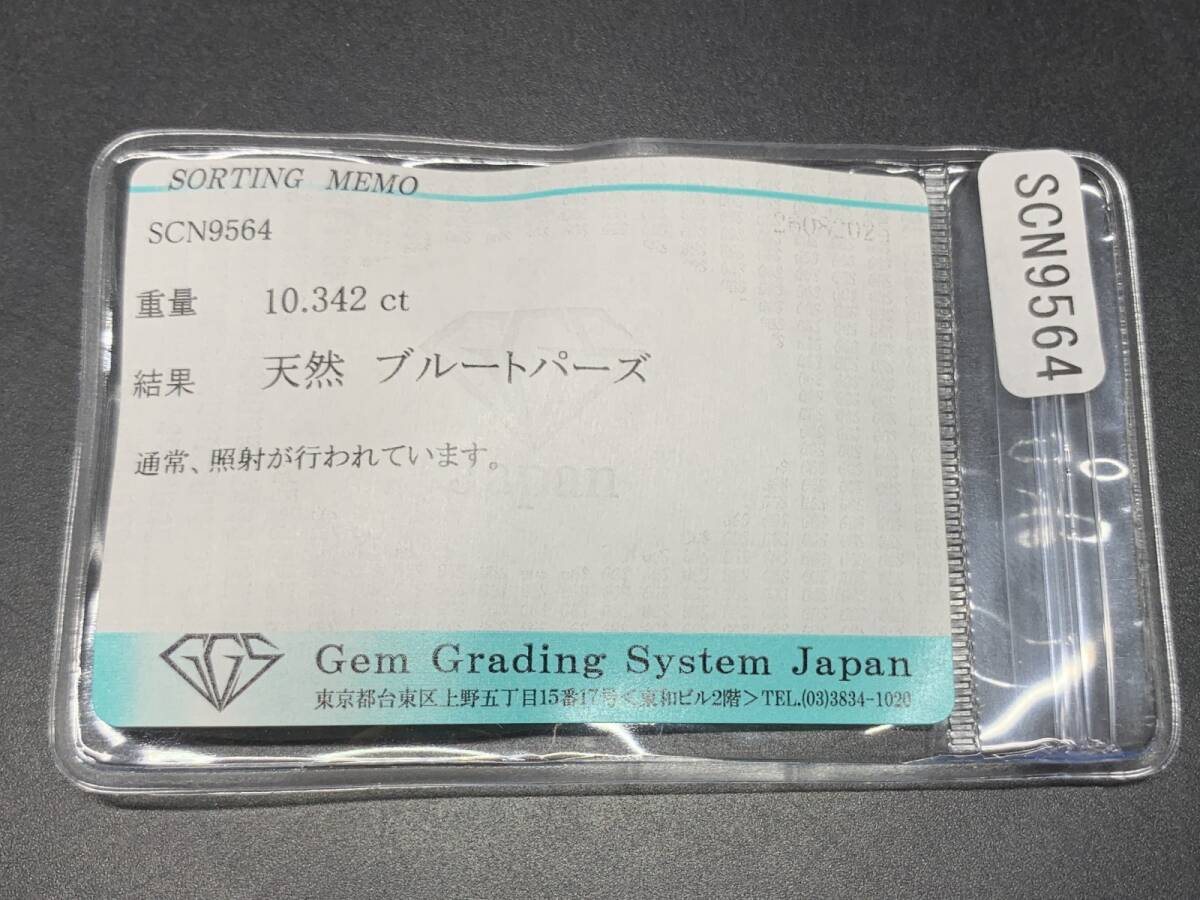 SORTING MEMO
SCN9564
重量 10.342 ct
結果 天然 ブルートパーズ
通常、照射が行われています。
Japan
GGS
Gem Grading System Japan
東京都台東区上野五丁目15番17号<東和ビル2階>TEL.(03)3834-1020
SCN9564